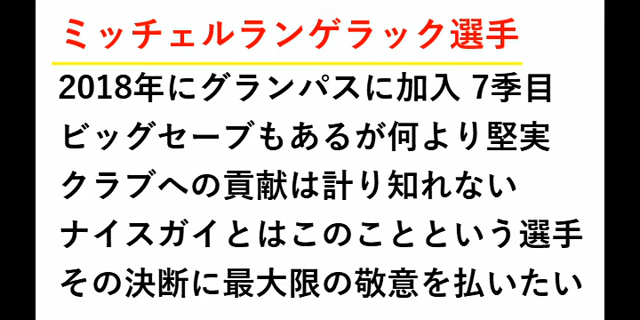 ミッチェルランゲラック選手
2018年にグランパスに加入 7季目
ビッグセーブもあるが何より堅実
クラブへの貢献は計り知れない
ナイスガイとはこのことという選手
その決断に最大限の敬意を払いたい